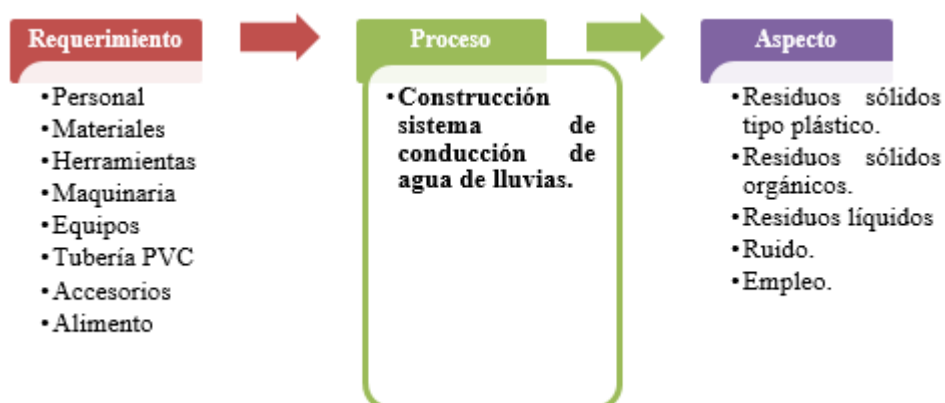 Requerimiento
•Personal
•Materiales
•Herramientas
•Maquinaria
•Equipos
•Tubería PVC
•Accesorios
•Alimento
Proceso
•Construcción
sistema de
conducción de
agua de lluvias.
Aspecto
•Residuos sólidos
tipo plástico.
•Residuos sólidos
orgánicos.
•Residuos líquidos
•Ruido.
•Empleo.